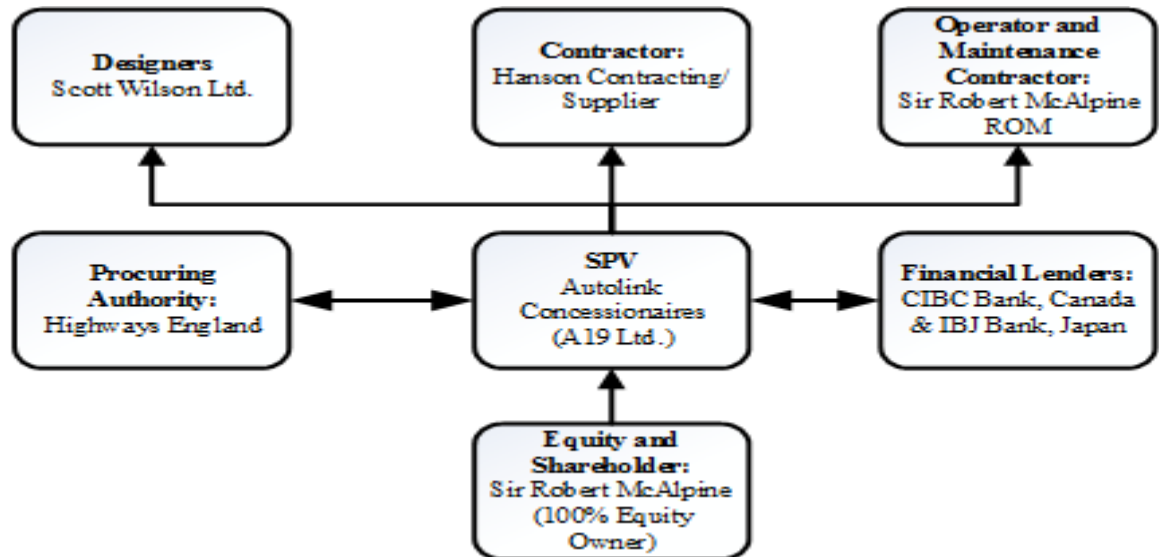 Designers
Scott Wilson Ltd.
Contractor:
Hanson Contracting/
Supplier
Operator and
Maintenance
Contractor:
Sir Robert McAlpine
ROM
Procuring
Authority:
Highways England
SPV
Autolink
Concessionaires
(A19 Ltd.)
Financial Lenders:
CIBC Bank, Canada
& IBJ Bank, Japan
Equity and
Shareholder:
Sir Robert McAlpine
(100% Equity
Owner)